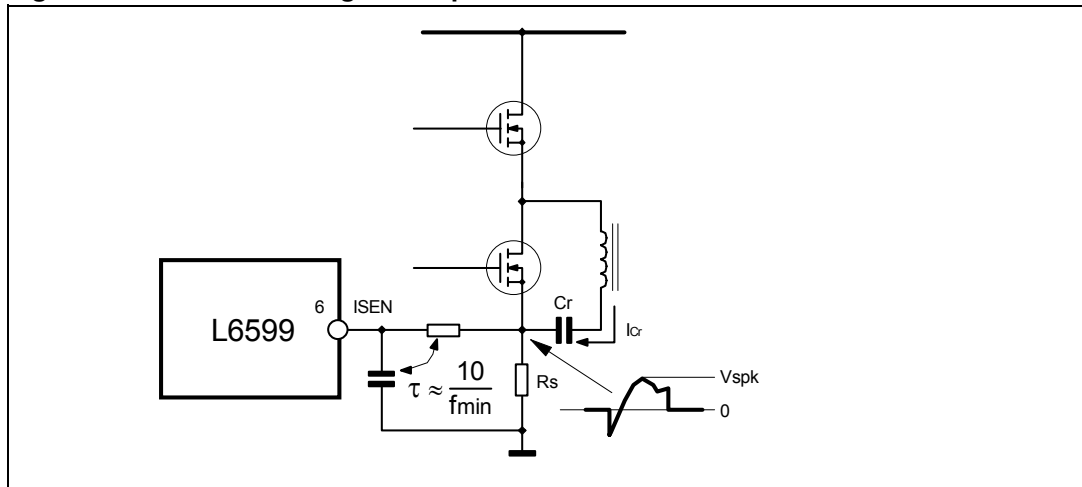 Cr
ICr
6 ISEN
L6599
τ ≈ 10
fmin
Rs
Vspk
0